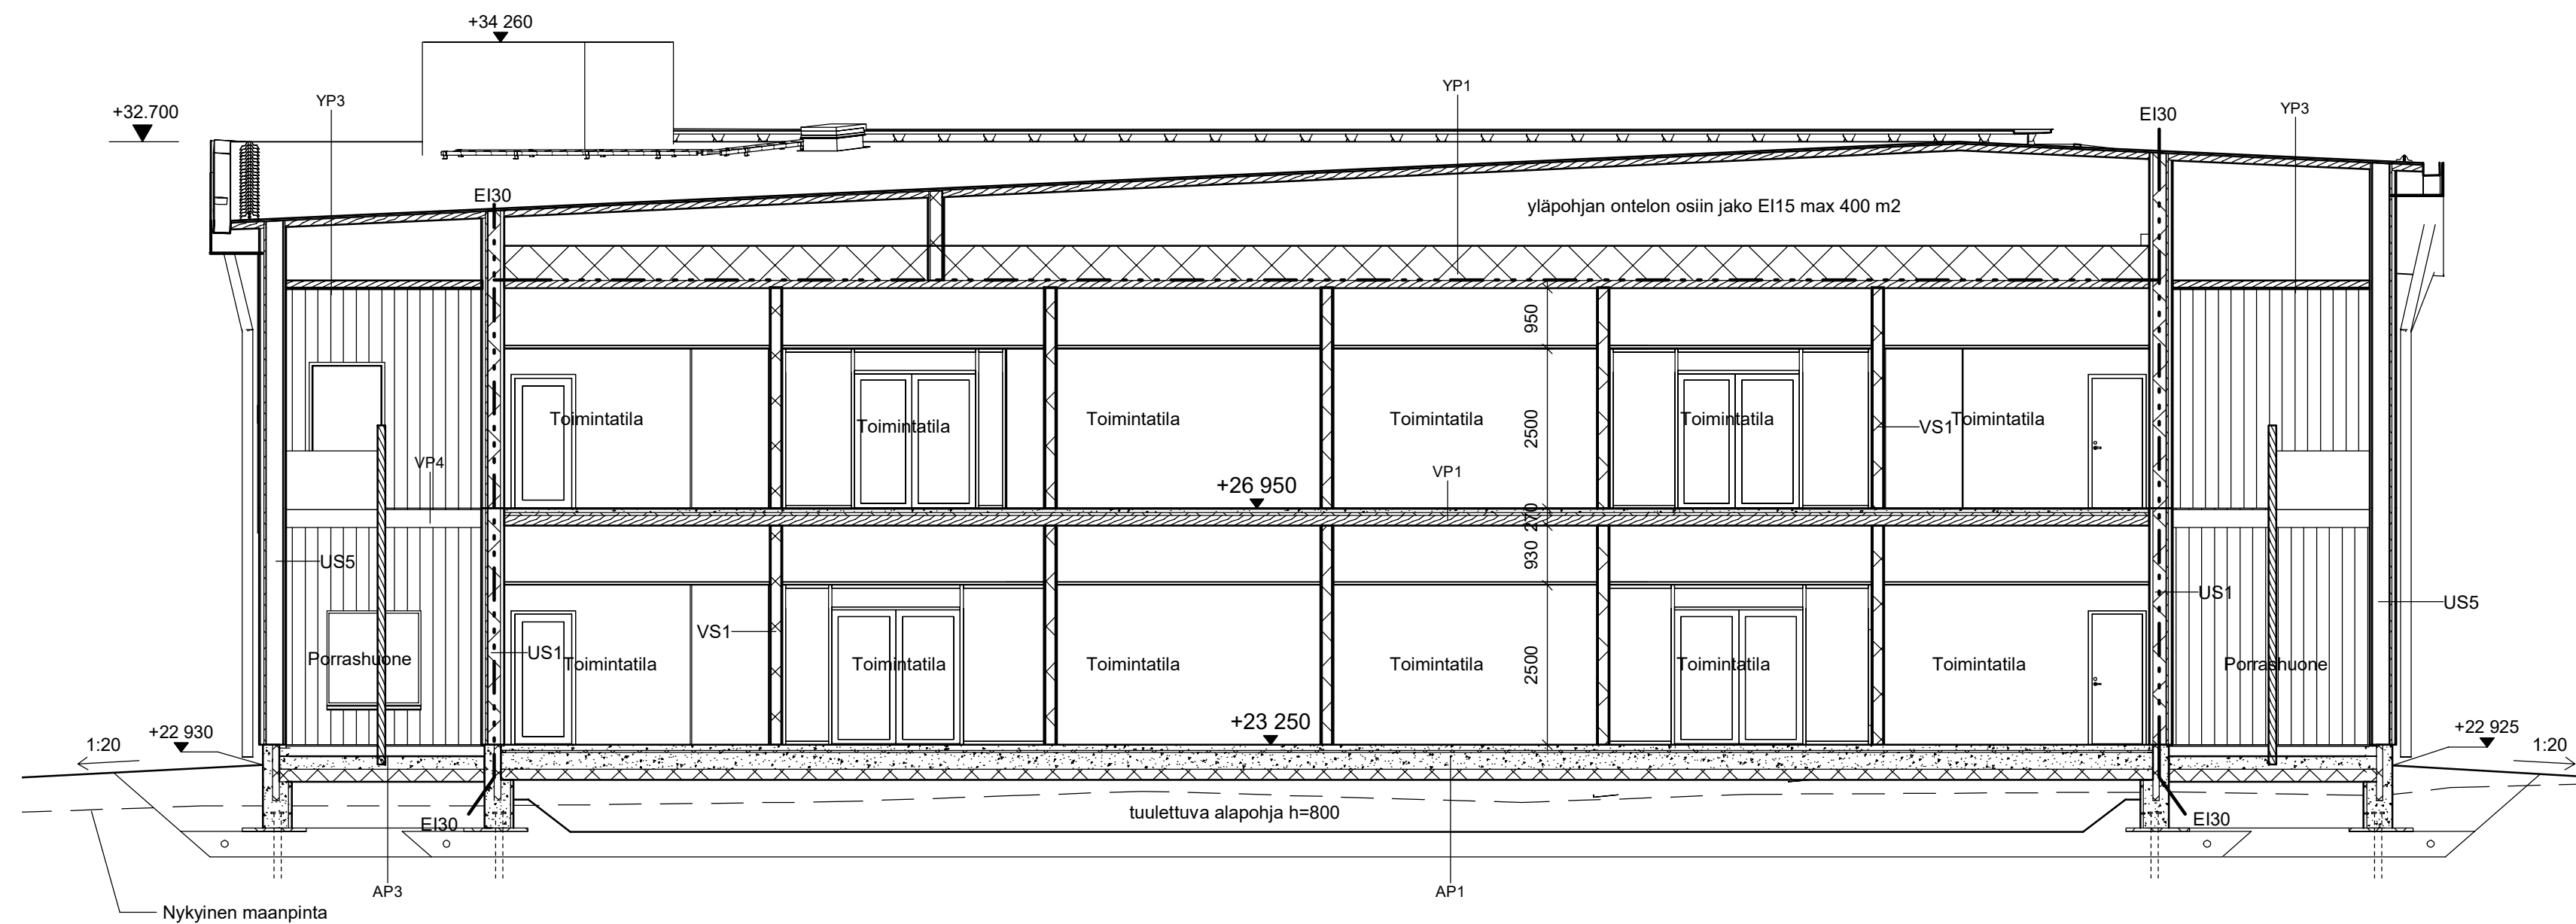 +34 260
YP1
YP3
YP3
+32.700
EI30
EI30
yläpohjan ontelon osiin jako EI15 max 400 m2
950
Toimintatila
Toimintatila
Toimintatila
Toimintatila
Toimintatila
VS1
Toimintatila
2500
VP4
VP1
+26 950
270
930
US5
US1
US5
VS1
US1
Porrashuone
Toimintatila
Toimintatila
Toimintatila
Toimintatila
Toimintatila
Toimintatila
Porrashuone
2500
+23 250
+22 930
1:20
+22 925
1:20
tuulettuva alapohja h=800
EI30
EI30
AP3
AP1
Nykyinen maanpinta